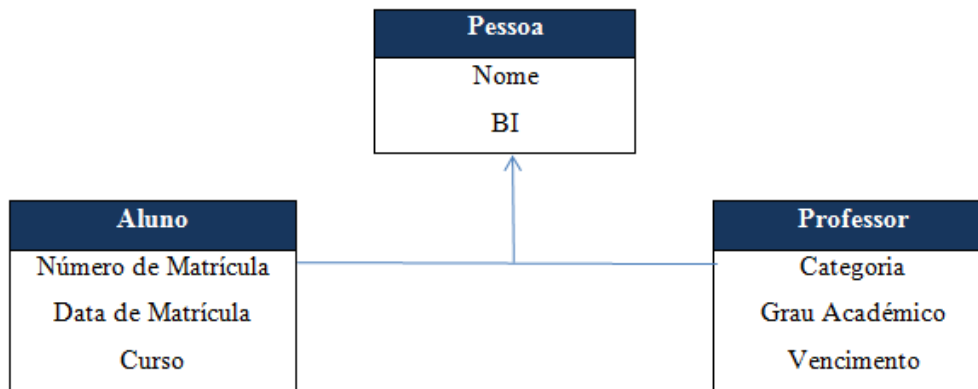 Pessoa
Nome
BI
Aluno
Número de Matrícula
Data de Matrícula
Curso
Professor
Categoria
Grau Académico
Vencimento